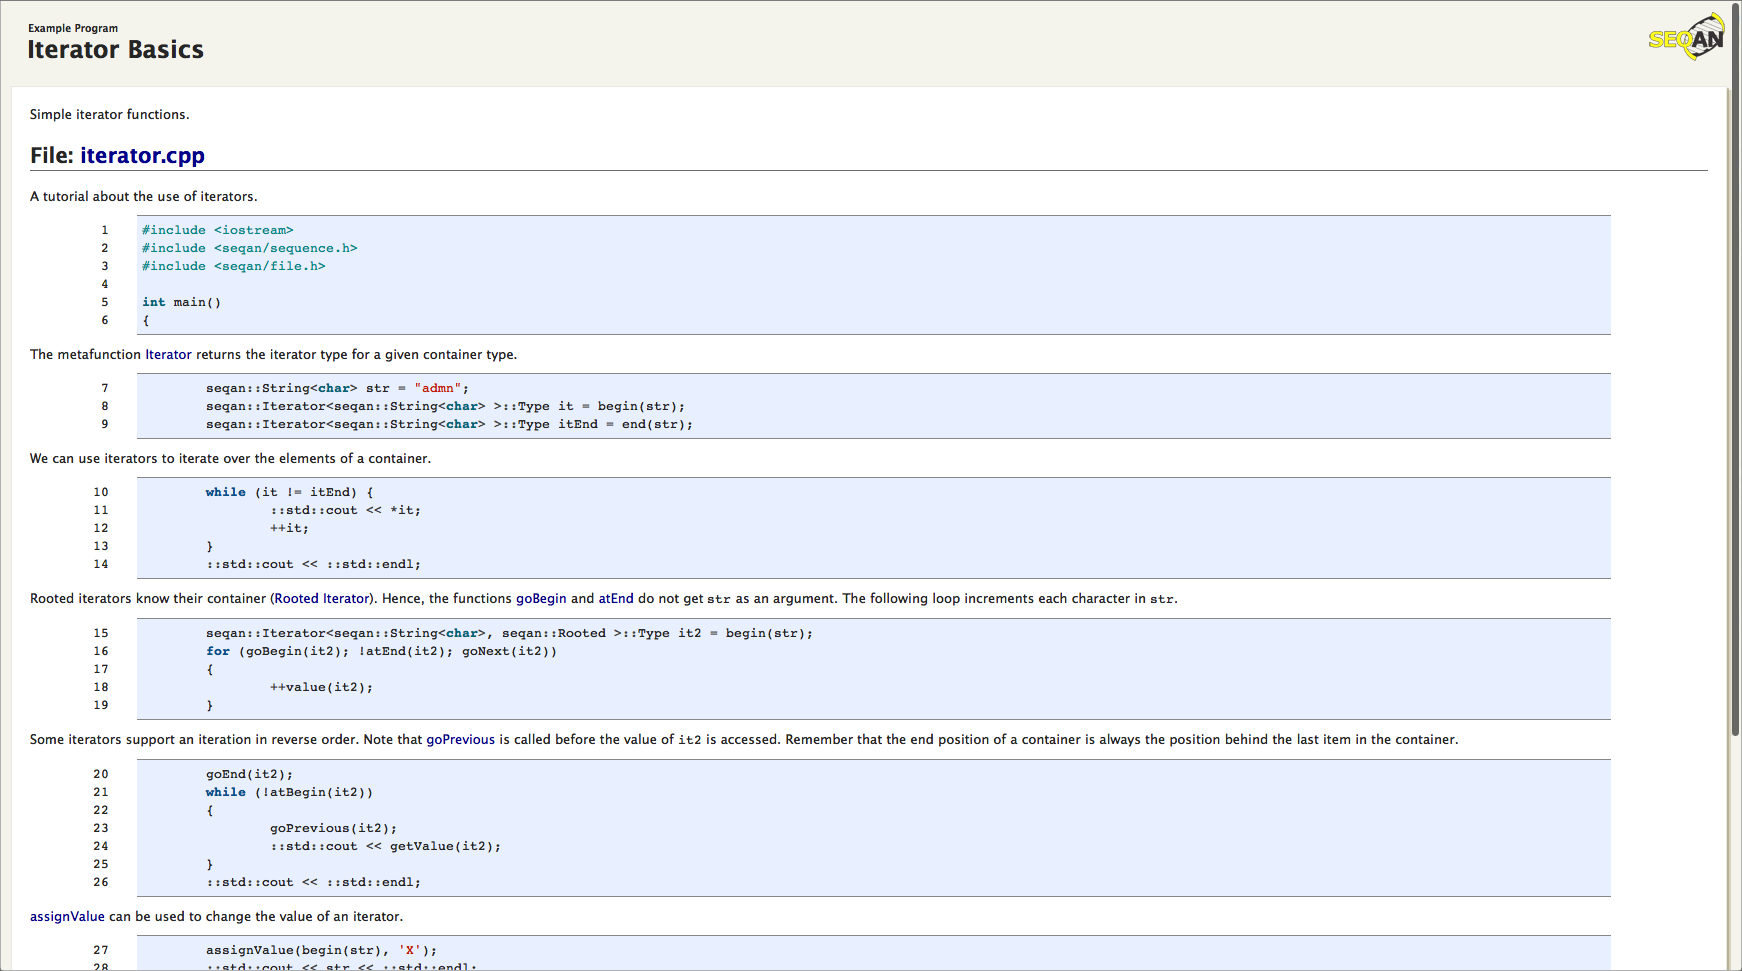 Example Program
Iterator Basics
SEQAN
Simple iterator functions.
File: iterator.cpp
A tutorial about the use of iterators.
1 #include <iostream>
2 #include <seqan/sequence.h>
3 #include <seqan/file.h>
4
5 int main()
6 {
The metafunction Iterator returns the iterator type for a given container type.
7 seqan::String<char> str = "admn";
8 seqan::Iterator<seqan::String<char> >::Type it = begin(str);
9 seqan::Iterator<seqan::String<char> >::Type itEnd = end(str);
We can use iterators to iterate over the elements of a container.
10 while (it != itEnd) {
11 ::std::cout << *it;
12 ++it;
13 }
14 ::std::cout << ::std::endl;
Rooted iterators know their container (Rooted Iterator). Hence, the functions goBegin and atEnd do not get str as an argument. The following loop increments each character in str.
15 seqan::Iterator<seqan::String<char>, seqan::Rooted >::Type it2 = begin(str);
16 for (goBegin(it2); !atEnd(it2); goNext(it2))
17 {
18 ++value(it2);
19 }
Some iterators support an iteration in reverse order. Note that goPrevious is called before the value of it2 is accessed. Remember that the end position of a container is always the position behind the last item in the container.
20 goEnd(it2);
21 while (!atBegin(it2))
22 {
23 goPrevious(it2);
24 ::std::cout << getValue(it2);
25 }
26 ::std::cout << ::std::endl;
assignValue can be used to change the value of an iterator.
27 assignValue(begin(str), 'X');
28 ::std::cout << str << ::std::endl;